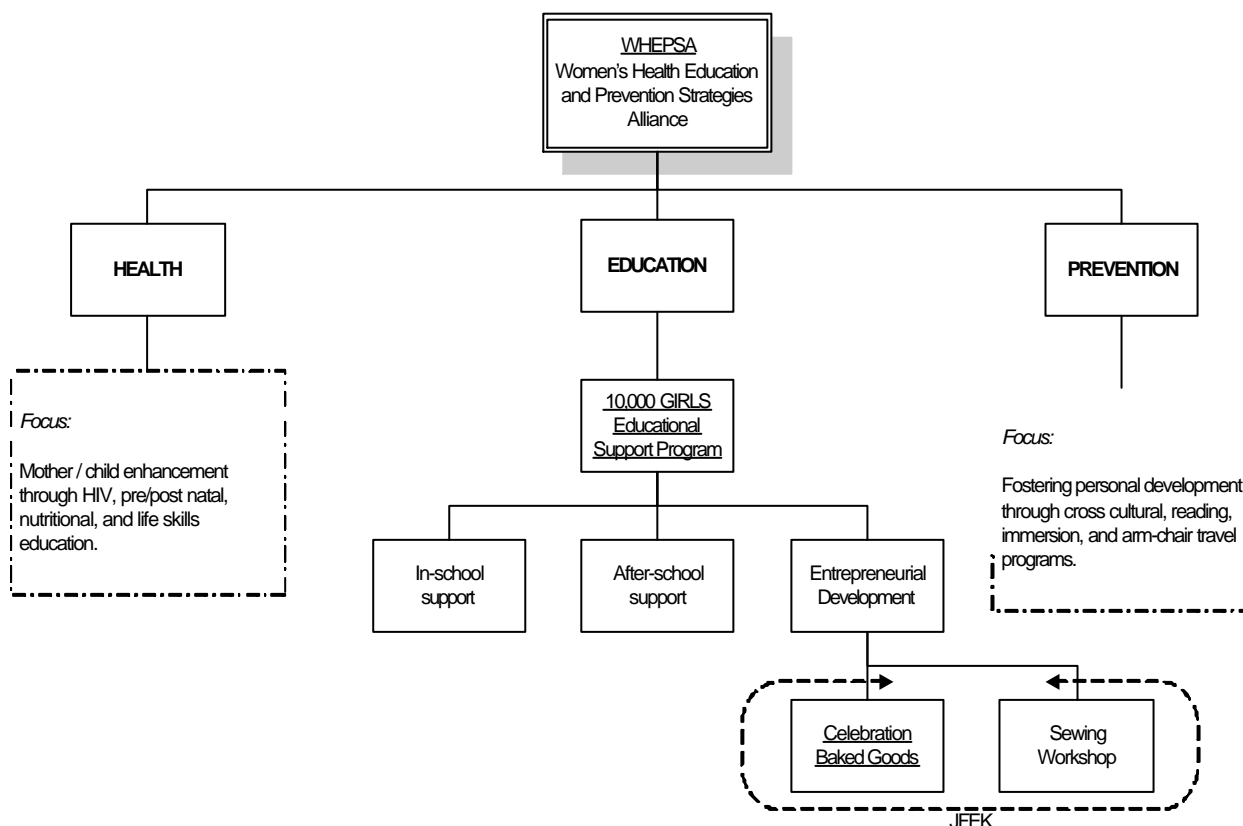 WHEPSA
Women's Health Education
and Prevention Strategies
Alliance
HEALTH
EDUCATION
PREVENTION
Focus:
Mother / child enhancement
through HIV, pre/post natal,
nutritional, and life skills
education.
10,000 GIRLS
Educational
Support Program
Focus:
Fostering personal development
through cross cultural, reading,
immersion, and arm-chair travel
programs.
In-school
support
After-school
support
Entrepreneurial
Development
Celebration
Baked Goods
Sewing
Workshop
JFEK